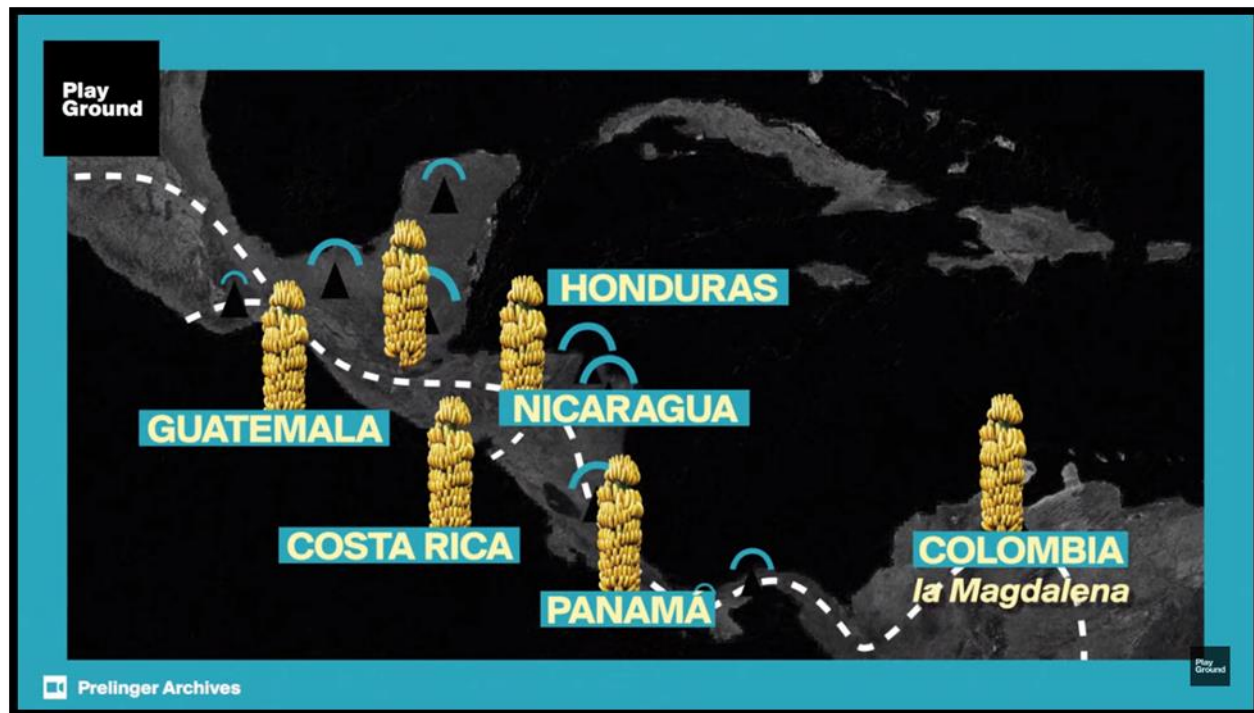 Play
Ground
HONDURAS
NICARAGUA
GUATEMALA
COSTA RICA
PANAMÁ
COLOMBIA
la Magdalena
Prelinger Archives
Play
Ground